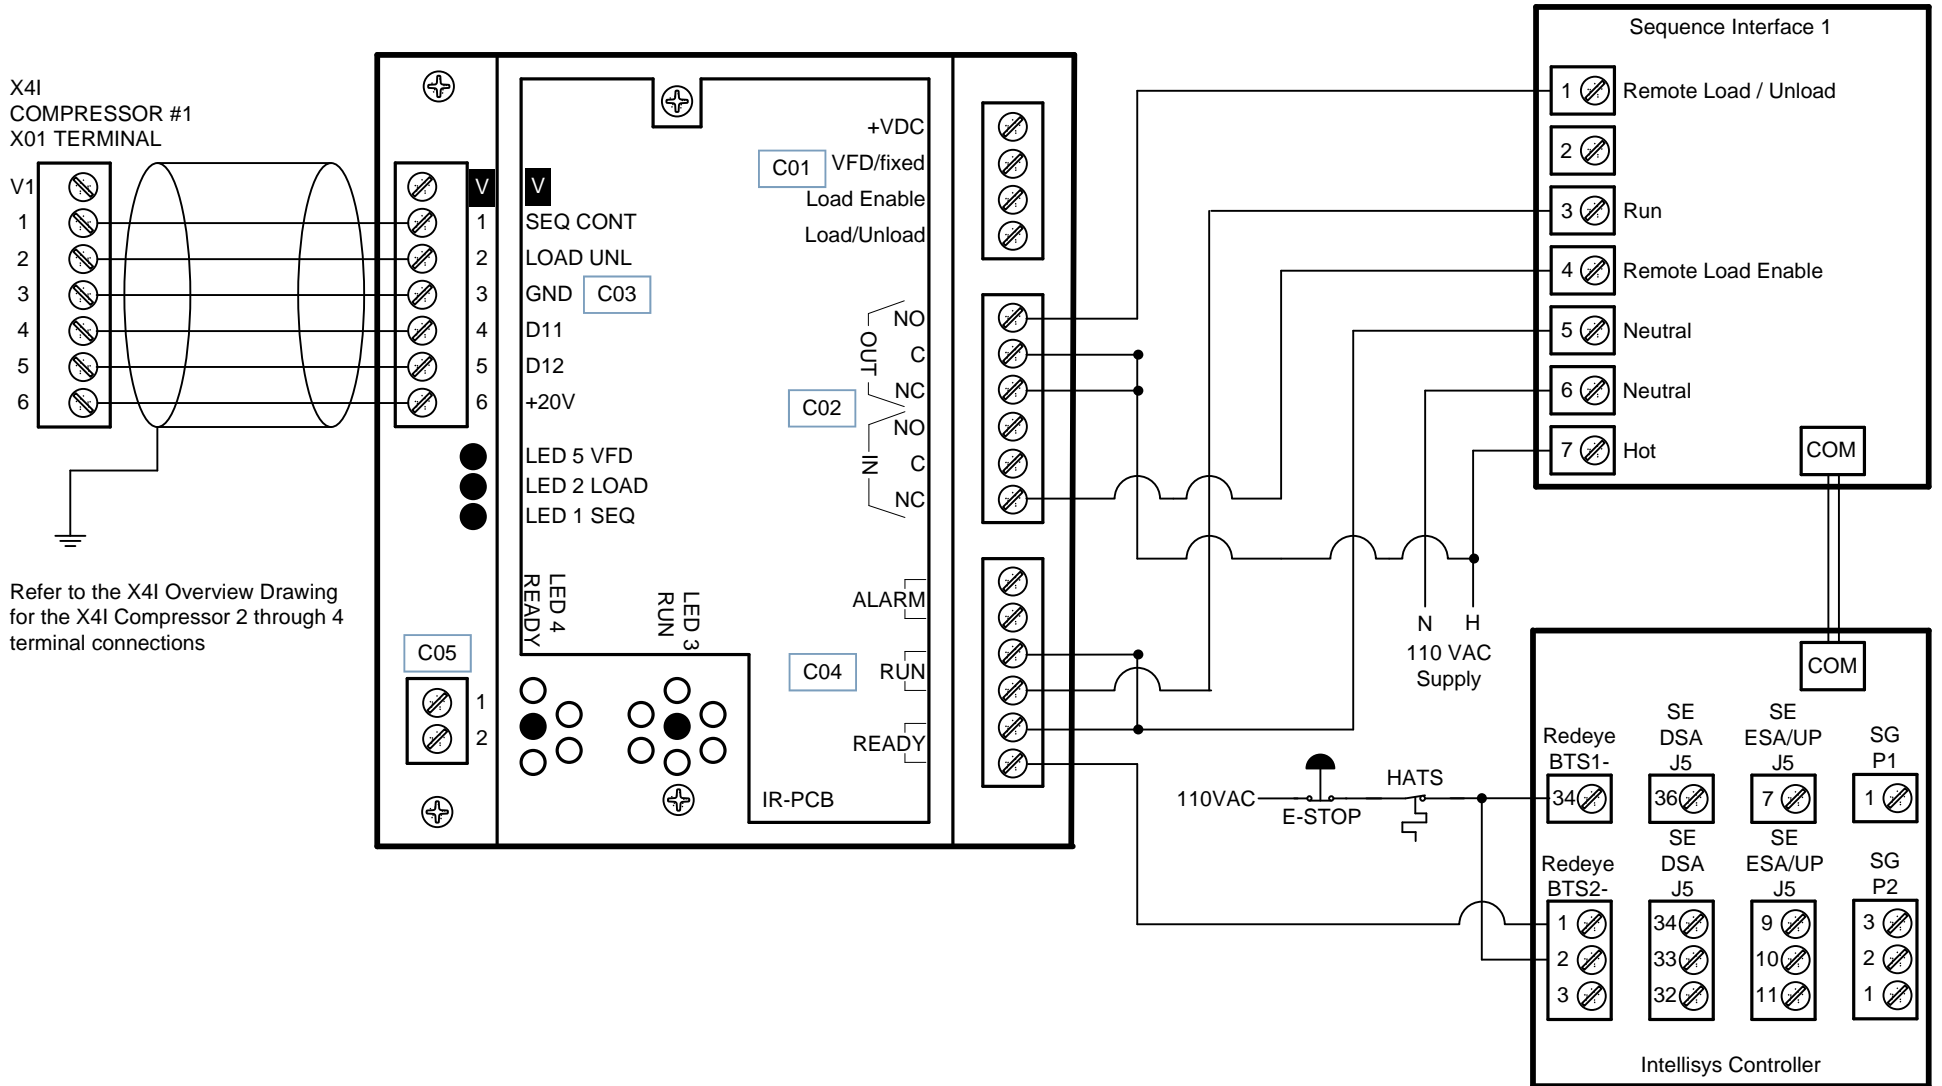 X4I
COMPRESSOR #1
X01 TERMINAL
V1
1
2
3
4
5
6
Refer to the X4I Overview Drawing
for the X4I Compressor 2 through 4
terminal connections
V V
1 SEQ CONT
2 LOAD UNL
3 GND C03
4 D11
5 D12
6 +20V
LED 5 VFD
LED 2 LOAD
LED 1 SEQ
LED 4
READY
LED 3
RUN
C05
1
2
IR-PCB
+VDC
C01 VFD/fixed
Load Enable
Load/Unload
C02
OUT
NO
C
NC
IN
NO
C
NC
ALARM
C04 RUN
READY
Sequence Interface 1
1 Remote Load / Unload
2
3 Run
4 Remote Load Enable
5 Neutral
6 Neutral
7 Hot
COM
N H
110 VAC
Supply
110VAC
E-STOP
HATS
COM
Redeye
BTS1-
34
SE
DSA
J5
36
SE
ESA/UP
J5
7
SG
P1
1
Redeye
BTS2-
1
2
3
SE
DSA
J5
34
33
32
SE
ESA/UP
J5
9
10
11
SG
P2
3
2
1
Intellisys Controller